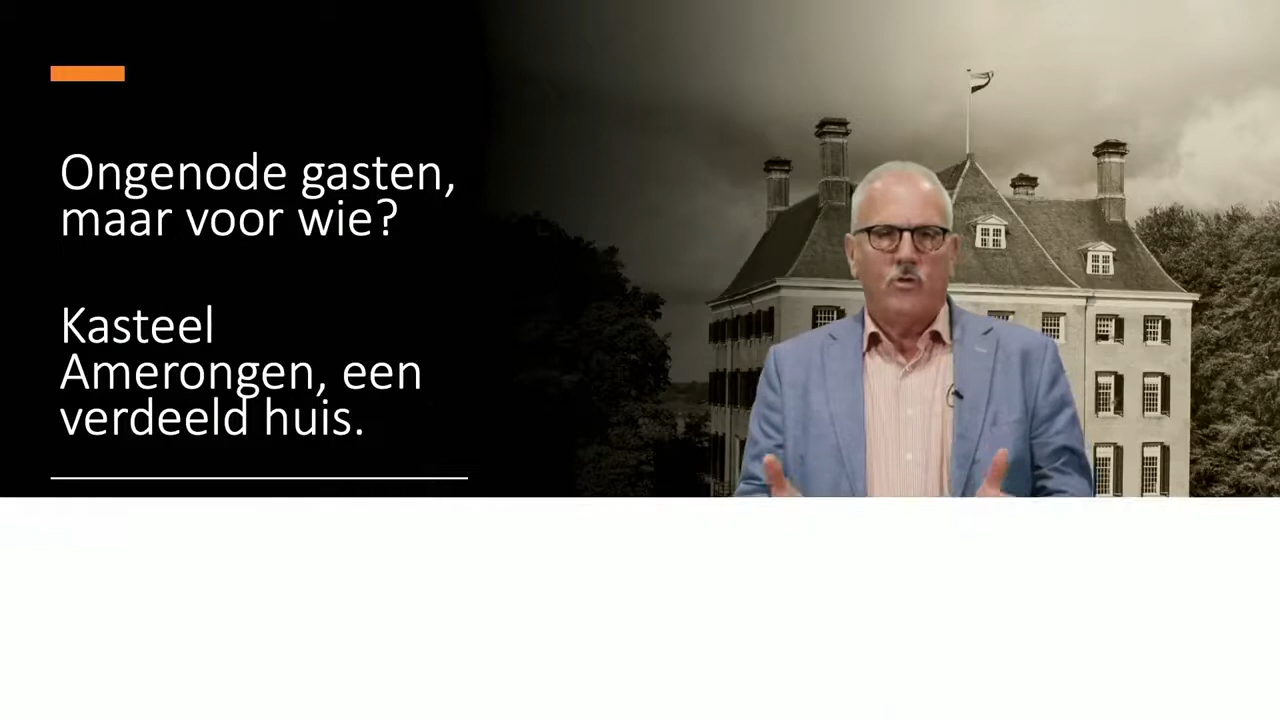 Ongenode gasten,
maar voor wie?
Kasteel
Amerongen, een
verdeeld huis.